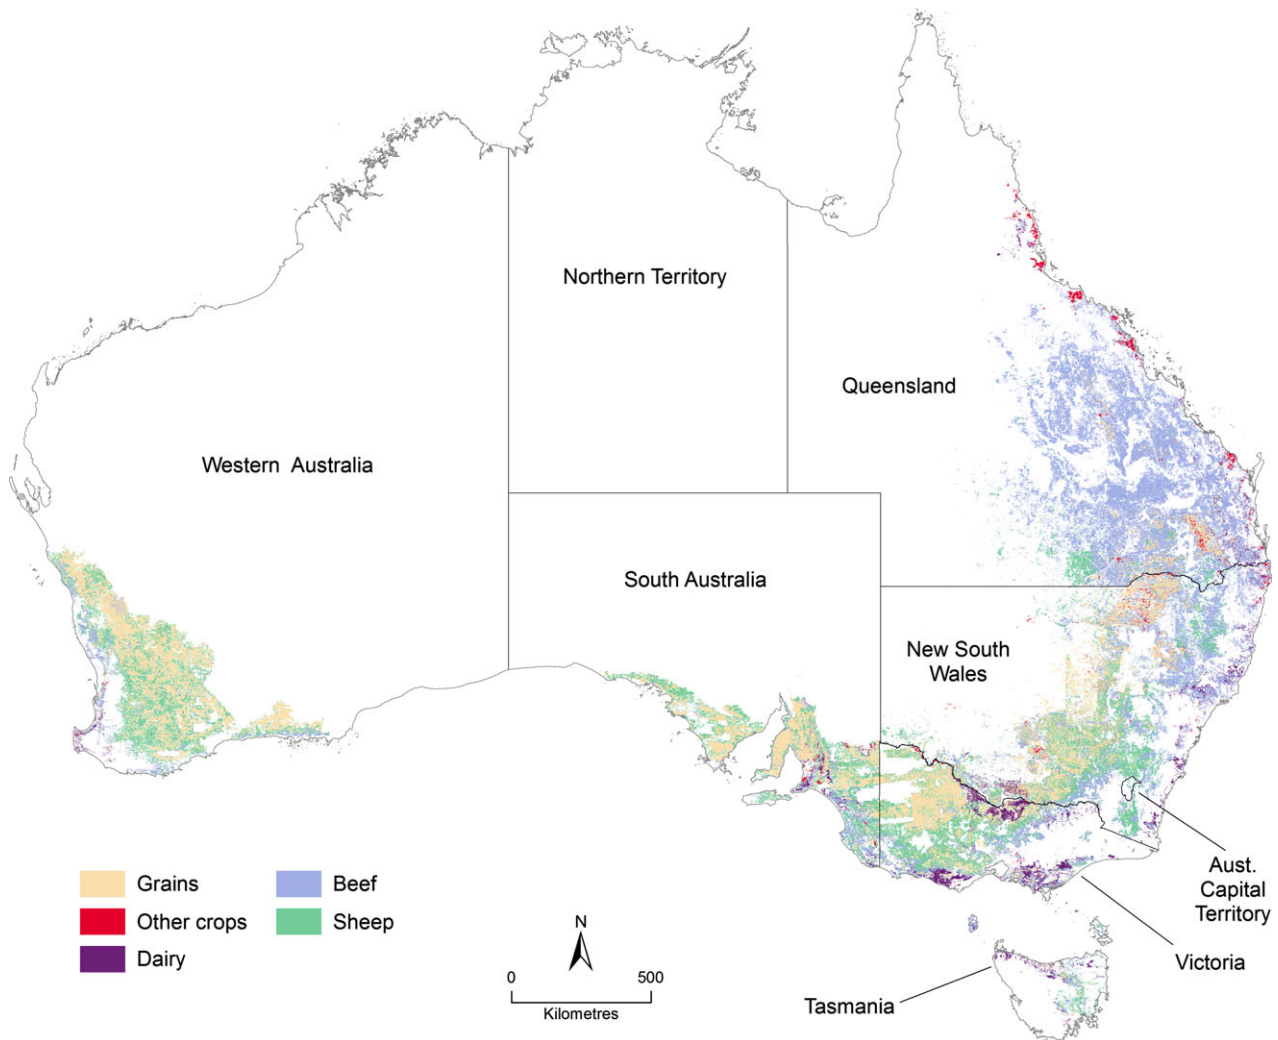 Northern Territory
Queensland
Western Australia
South Australia
New South
Wales
Grains
Other crops
Dairy
Beef
Sheep
N
0
500
Kilometres
Aust.
Capital
Territory
Victoria
Tasmania